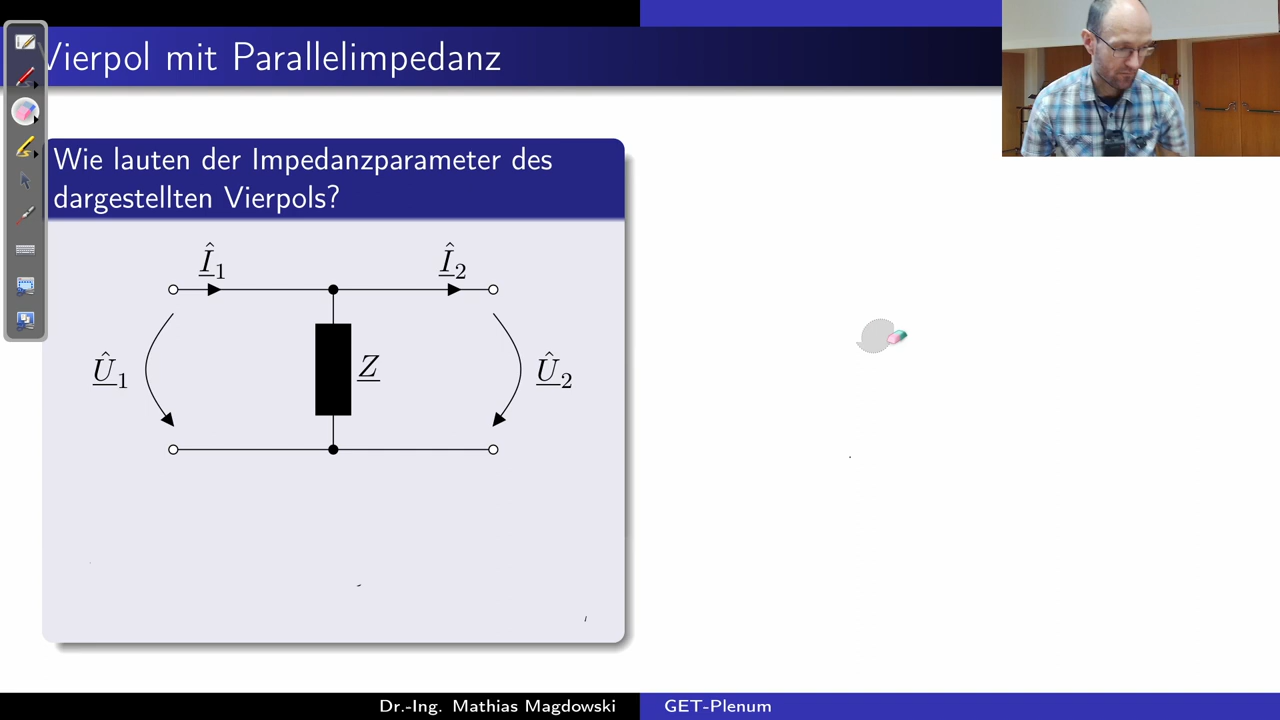 Vierpol mit Parallelimpedanz
Wie lauten der Impedanzparameter des
dargestellten Vierpols?
Î₁ Î₂
Û₁ Z Û₂
Dr.-Ing. Mathias Magdowski GET-Plenum